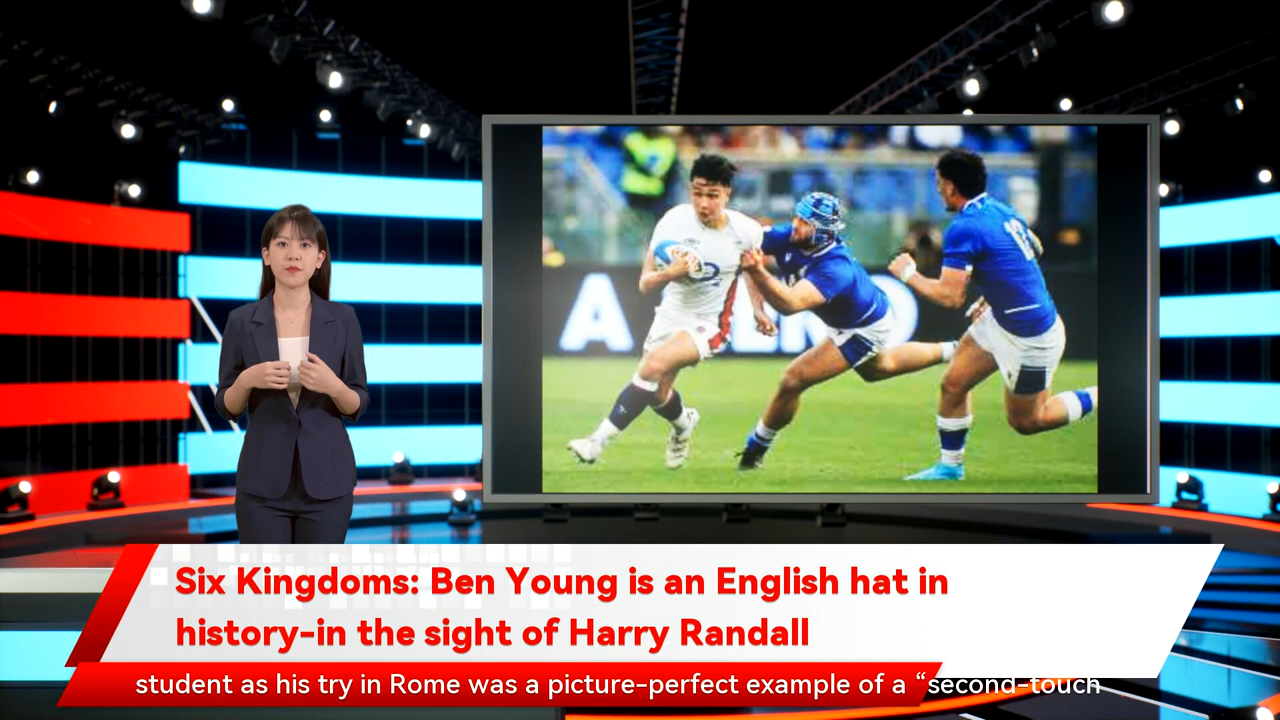 Six Kingdoms: Ben Young is an English hat in
history-in the sight of Harry Randall
student as his try in Rome was a picture-perfect example of a “second-touch